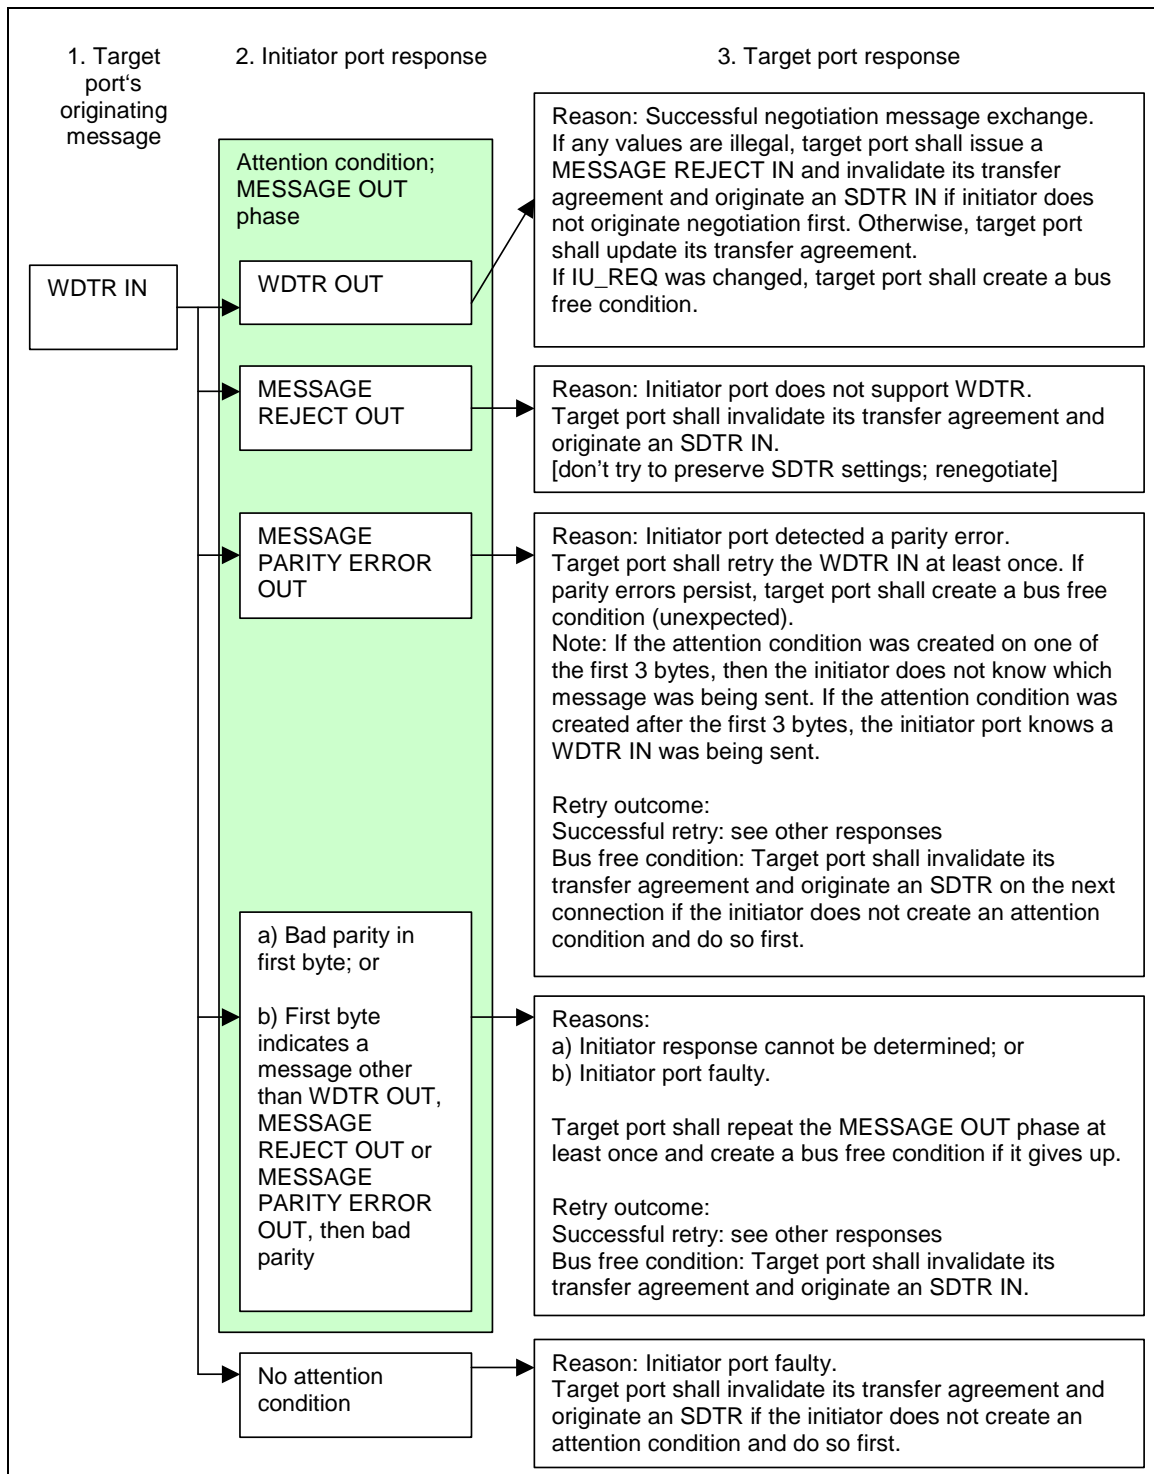 1. Target
port‘s
originating
message
2. Initiator port response
3. Target port response
WDTR IN
Attention condition;
MESSAGE OUT
phase
WDTR OUT
Reason: Successful negotiation message exchange.
If any values are illegal, target port shall issue a
MESSAGE REJECT IN and invalidate its transfer
agreement and originate an SDTR IN if initiator does
not originate negotiation first. Otherwise, target port
shall update its transfer agreement.
If IU_REQ was changed, target port shall create a bus
free condition.
MESSAGE
REJECT OUT
Reason: Initiator port does not support WDTR.
Target port shall invalidate its transfer agreement and
originate an SDTR IN.
[don’t try to preserve SDTR settings; renegotiate]
MESSAGE
PARITY ERROR
OUT
Reason: Initiator port detected a parity error.
Target port shall retry the WDTR IN at least once. If
parity errors persist, target port shall create a bus free
condition (unexpected).
Note: If the attention condition was created on one of
the first 3 bytes, then the initiator does not know which
message was being sent. If the attention condition was
created after the first 3 bytes, the initiator port knows a
WDTR IN was being sent.
Retry outcome:
Successful retry: see other responses
Bus free condition: Target port shall invalidate its
transfer agreement and originate an SDTR on the next
connection if the initiator does not create an attention
condition and do so first.
a) Bad parity in
first byte; or
b) First byte
indicates a
message other
than WDTR OUT,
MESSAGE
REJECT OUT or
MESSAGE
PARITY ERROR
OUT, then bad
parity
Reasons:
a) Initiator response cannot be determined; or
b) Initiator port faulty.
Target port shall repeat the MESSAGE OUT phase at
least once and create a bus free condition if it gives up.
Retry outcome:
Successful retry: see other responses
Bus free condition: Target port shall invalidate its
transfer agreement and originate an SDTR IN.
No attention
condition
Reason: Initiator port faulty.
Target port shall invalidate its transfer agreement and
originate an SDTR if the initiator does not create an
attention condition and do so first.